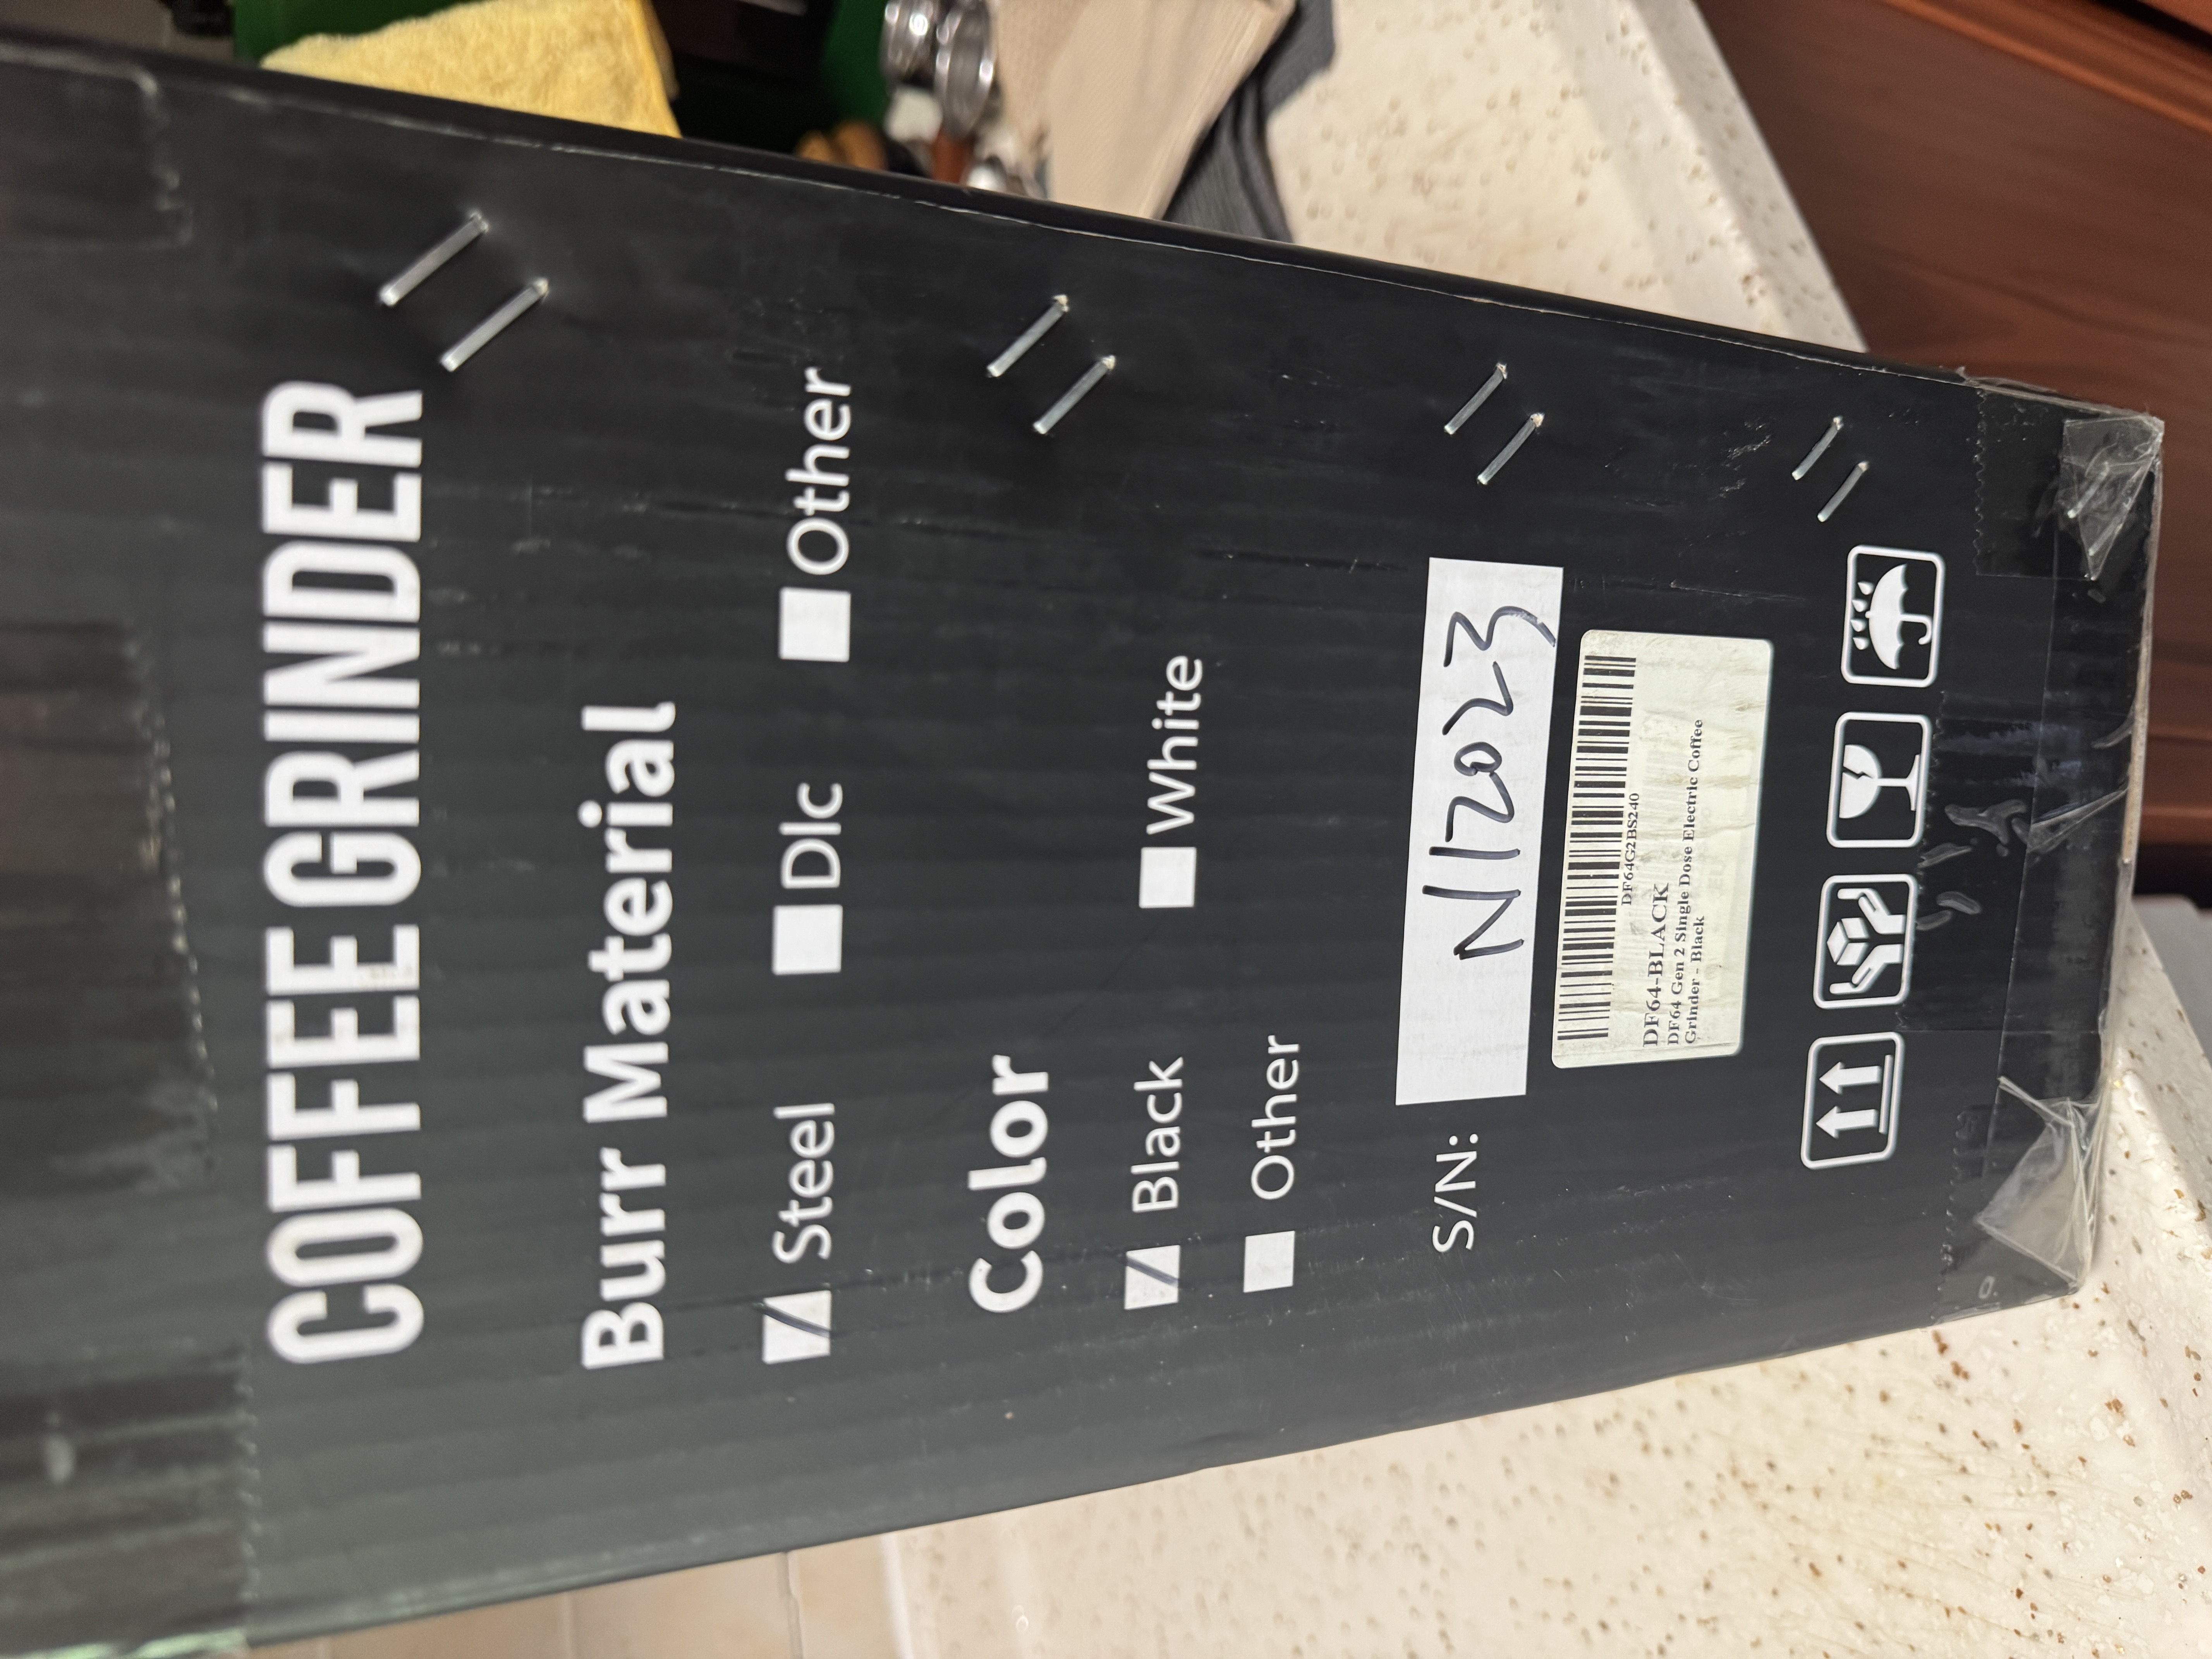 COFFEE GRINDER
Burr Material
Steel Dlc Other
Color
Black White
Other
S/N: N12023
DF64G2BS240
DF64-BLACK
DF64 Gen 2 Single Dose Electric Coffee
Grinder - Black